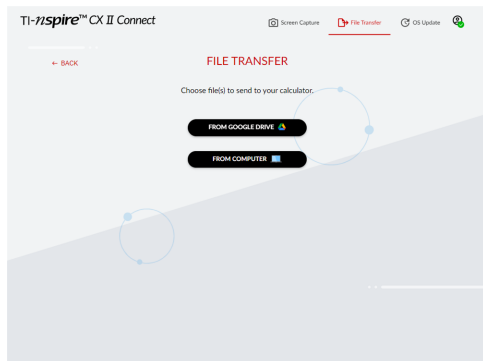 TI-nspire™ CX II Connect
Screen Capture
File Transfer
OS Update
← BACK
FILE TRANSFER
Choose file(s) to send to your calculator.
FROM GOOGLE DRIVE
FROM COMPUTER